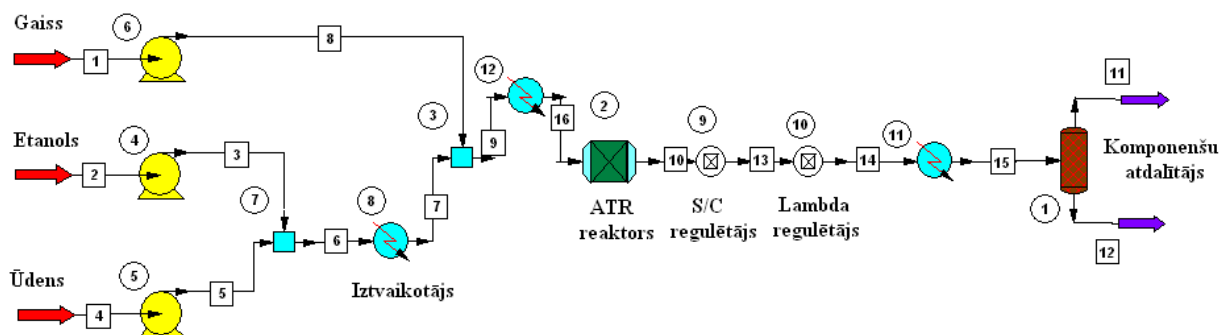 Gaiss
6
1
8
Etanols
4
2
3
7
Ūdens
5
4
5
6
8
Iztvaikotājs
7
3
9
12
16
2
ATR
reaktors
10
9
S/C
regulētājs
13
10
Lambda
regulētājs
14
11
15
1
11
Komponenšu
atdalītājs
12